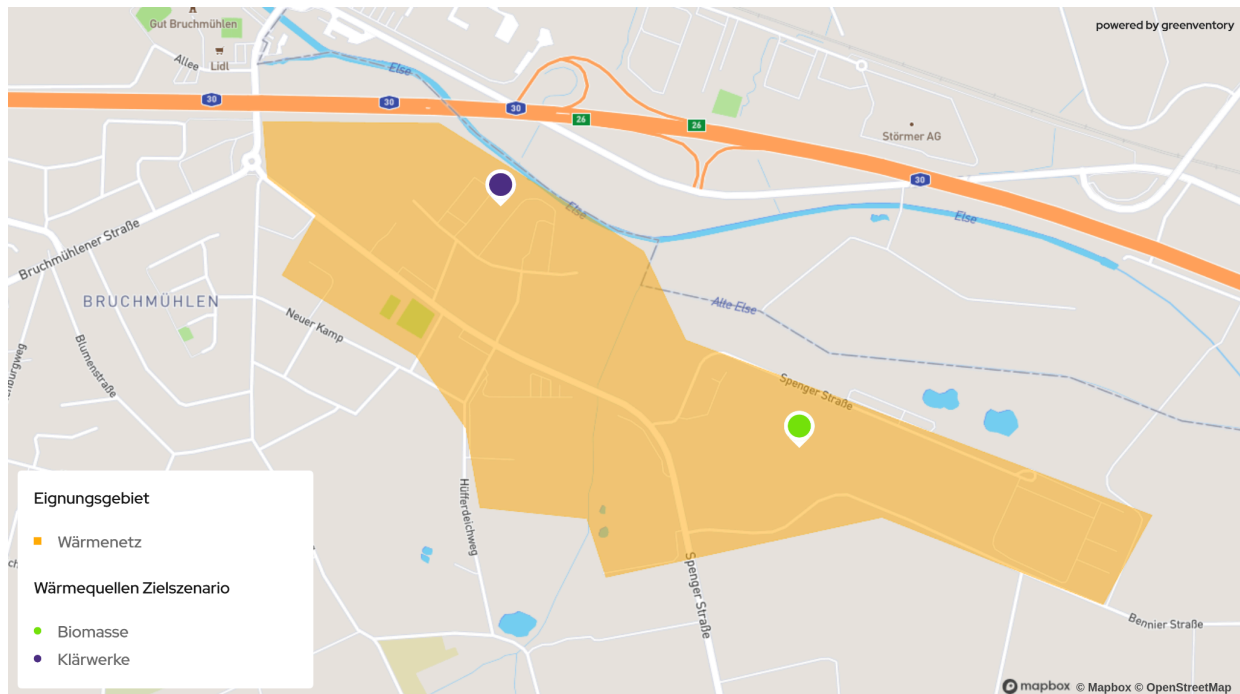 powered by greenventory
Gut Bruchmühlen
Allee
Lidl
Else
30
30
30
26
26
Störmer AG
30
Else
Else
Bruchmühlener Straße
BRUCHMÜHLEN
Neuer Kamp
Alte Else
Blumenstraße
Spenger Straße
Hüfferdeichweg
Spenger Straße
Bennier Straße
Eignungsgebiet
Wärmenetz
Wärmequellen Zielszenario
Biomasse
Klärwerke
mapbox © Mapbox © OpenStreetMap